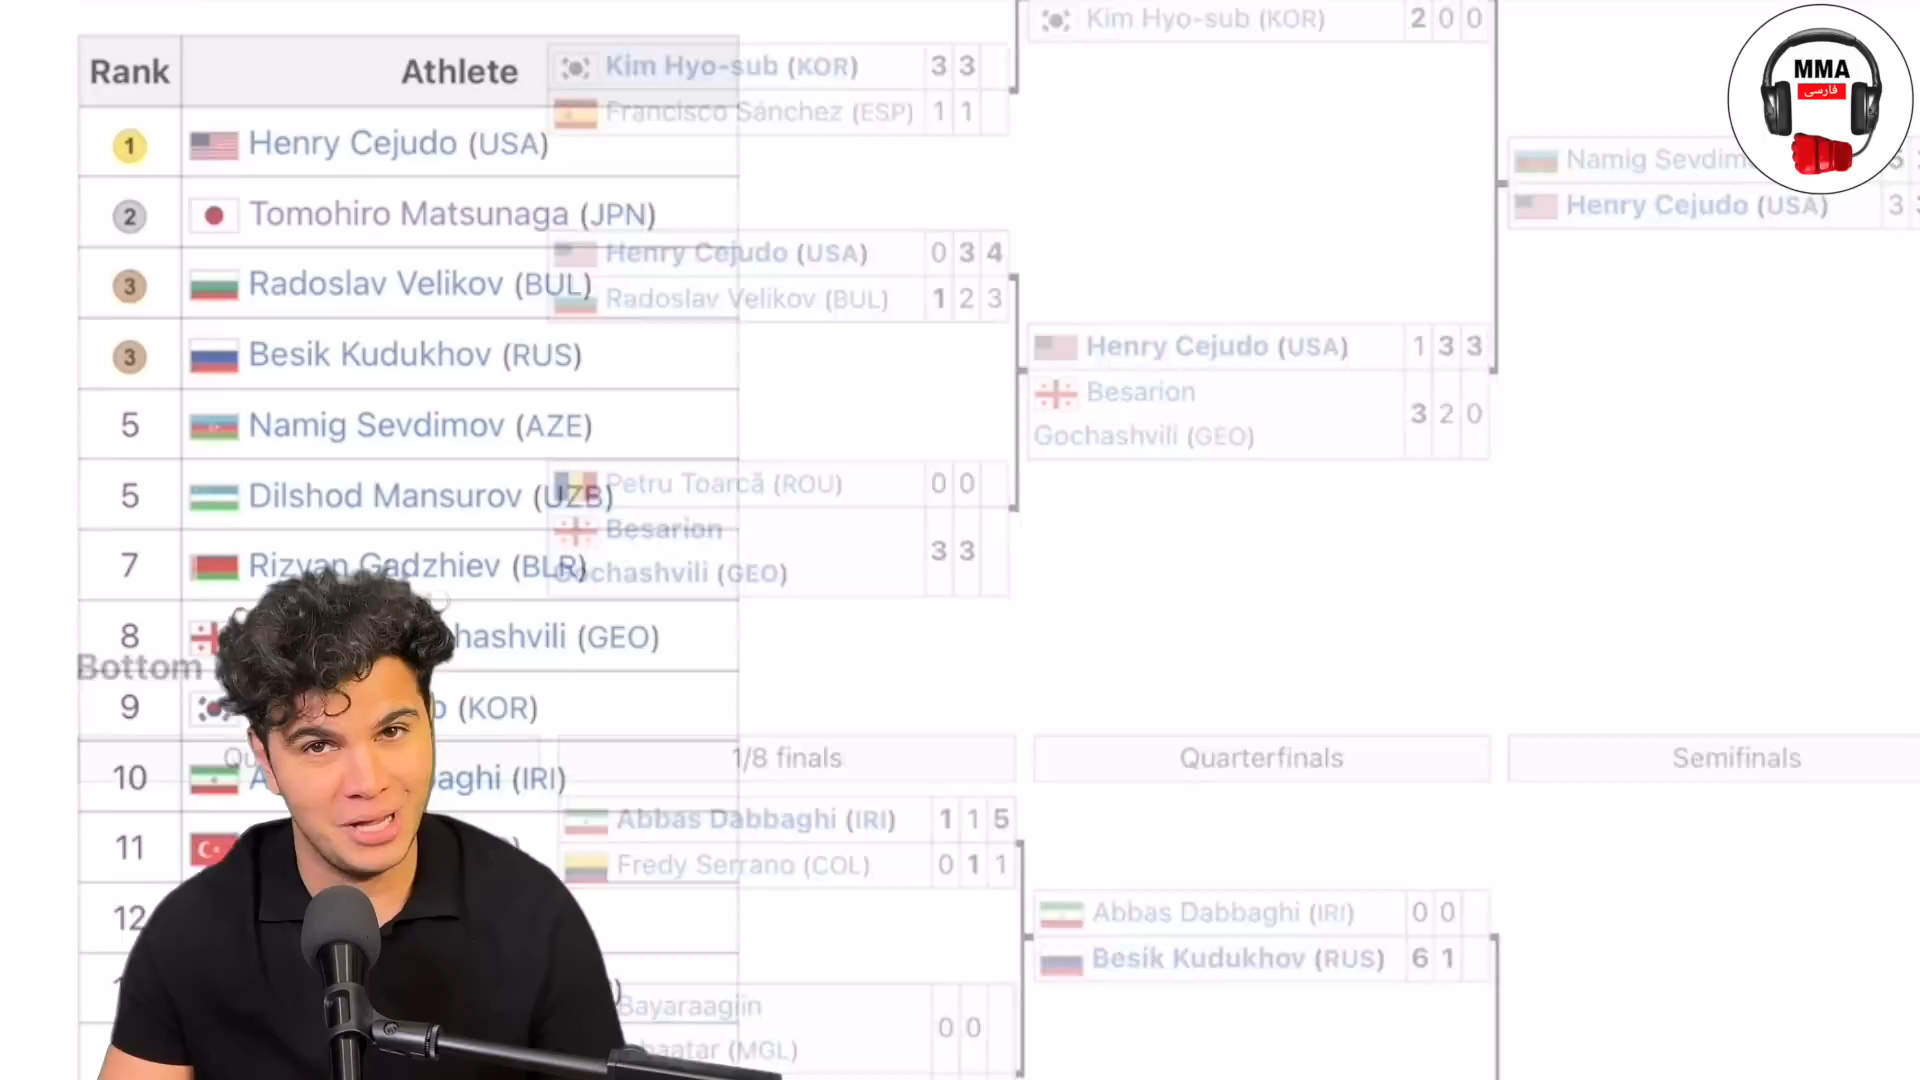 Rank Athlete
1 Henry Cejudo (USA)
2 Tomohiro Matsunaga (JPN)
3 Radoslav Velikov (BUL)
3 Besik Kudukhov (RUS)
5 Namig Sevdimov (AZE)
5 Dilshod Mansurov (UZB)
7 Rizvan Gadzhiev (BLR)
8 hashvili (GEO)
9 (KOR)
10 aghi (IRI)
11
12
Bottom
Kim Hyo-sub (KOR) 3 3
Francisco Sánchez (ESP) 1 1
Henry Cejudo (USA) 0 3 4
Radoslav Velikov (BUL) 1 2 3
Petru Toarcă (ROU) 0 0
Besarion
Gochashvili (GEO) 3 3
1/8 finals
Abbas Dabbaghi (IRI) 1 1 5
Fredy Serrano (COL) 0 1 1
Bayaraagiin
(MGL) 0 0
Kim Hyo-sub (KOR) 2 0 0
Henry Cejudo (USA) 1 3 3
Besarion
Gochashvili (GEO) 3 2 0
Quarterfinals
Abbas Dabbaghi (IRI) 0 0
Besik Kudukhov (RUS) 6 1
Namig
Henry Cejudo (USA) 3
Semifinals
MMA
فارسی